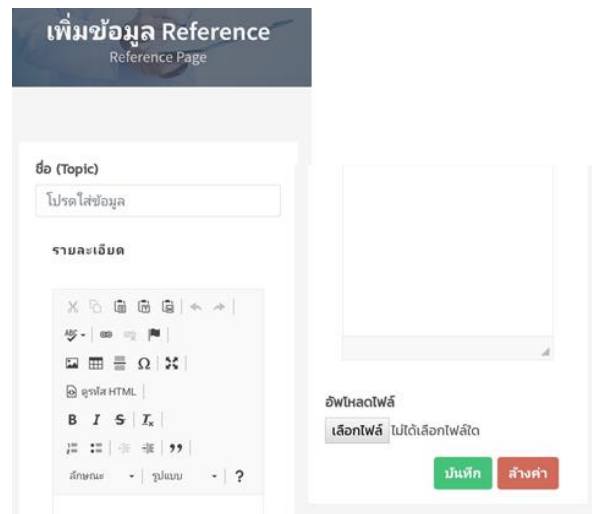 เพิ่มข้อมูล Reference
Reference Page
ชื่อ (Topic)
โปรดใส่ข้อมูล
รายละเอียด
ABC
Ω
ดูรหัส HTML
B I S Tx
ลักษณะ รูปแบบ ?
อัพโหลดไฟล์
เลือกไฟล์ ไม่ได้เลือกไฟล์ใด
บันทึก ล้างค่า